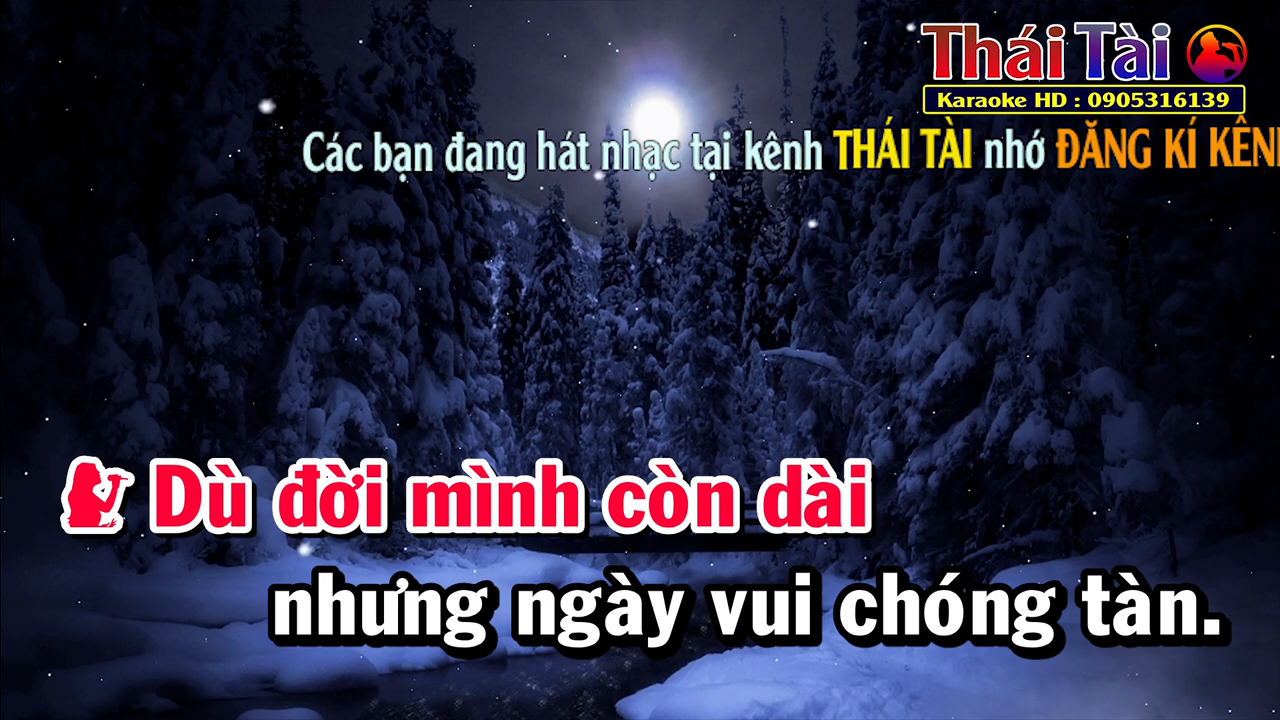 Thái Tài
Karaoke HD : 0905316139
Các bạn đang hát nhạc tại kênh THÁI TÀI nhớ ĐĂNG KÍ
Dù đời mình còn dài
nhưng ngày vui chóng tàn.